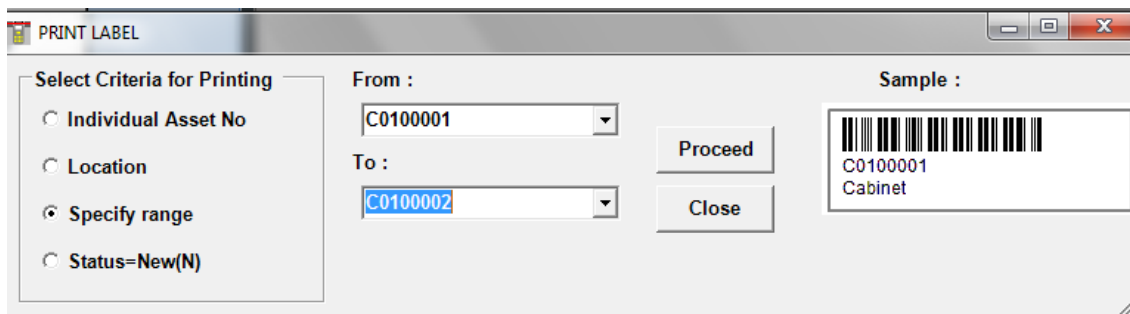 PRINT LABEL
Select Criteria for Printing
Individual Asset No
Location
Specify range
Status=New(N)
From :
C0100001
To :
C0100002
Proceed
Close
Sample :
C0100001
Cabinet